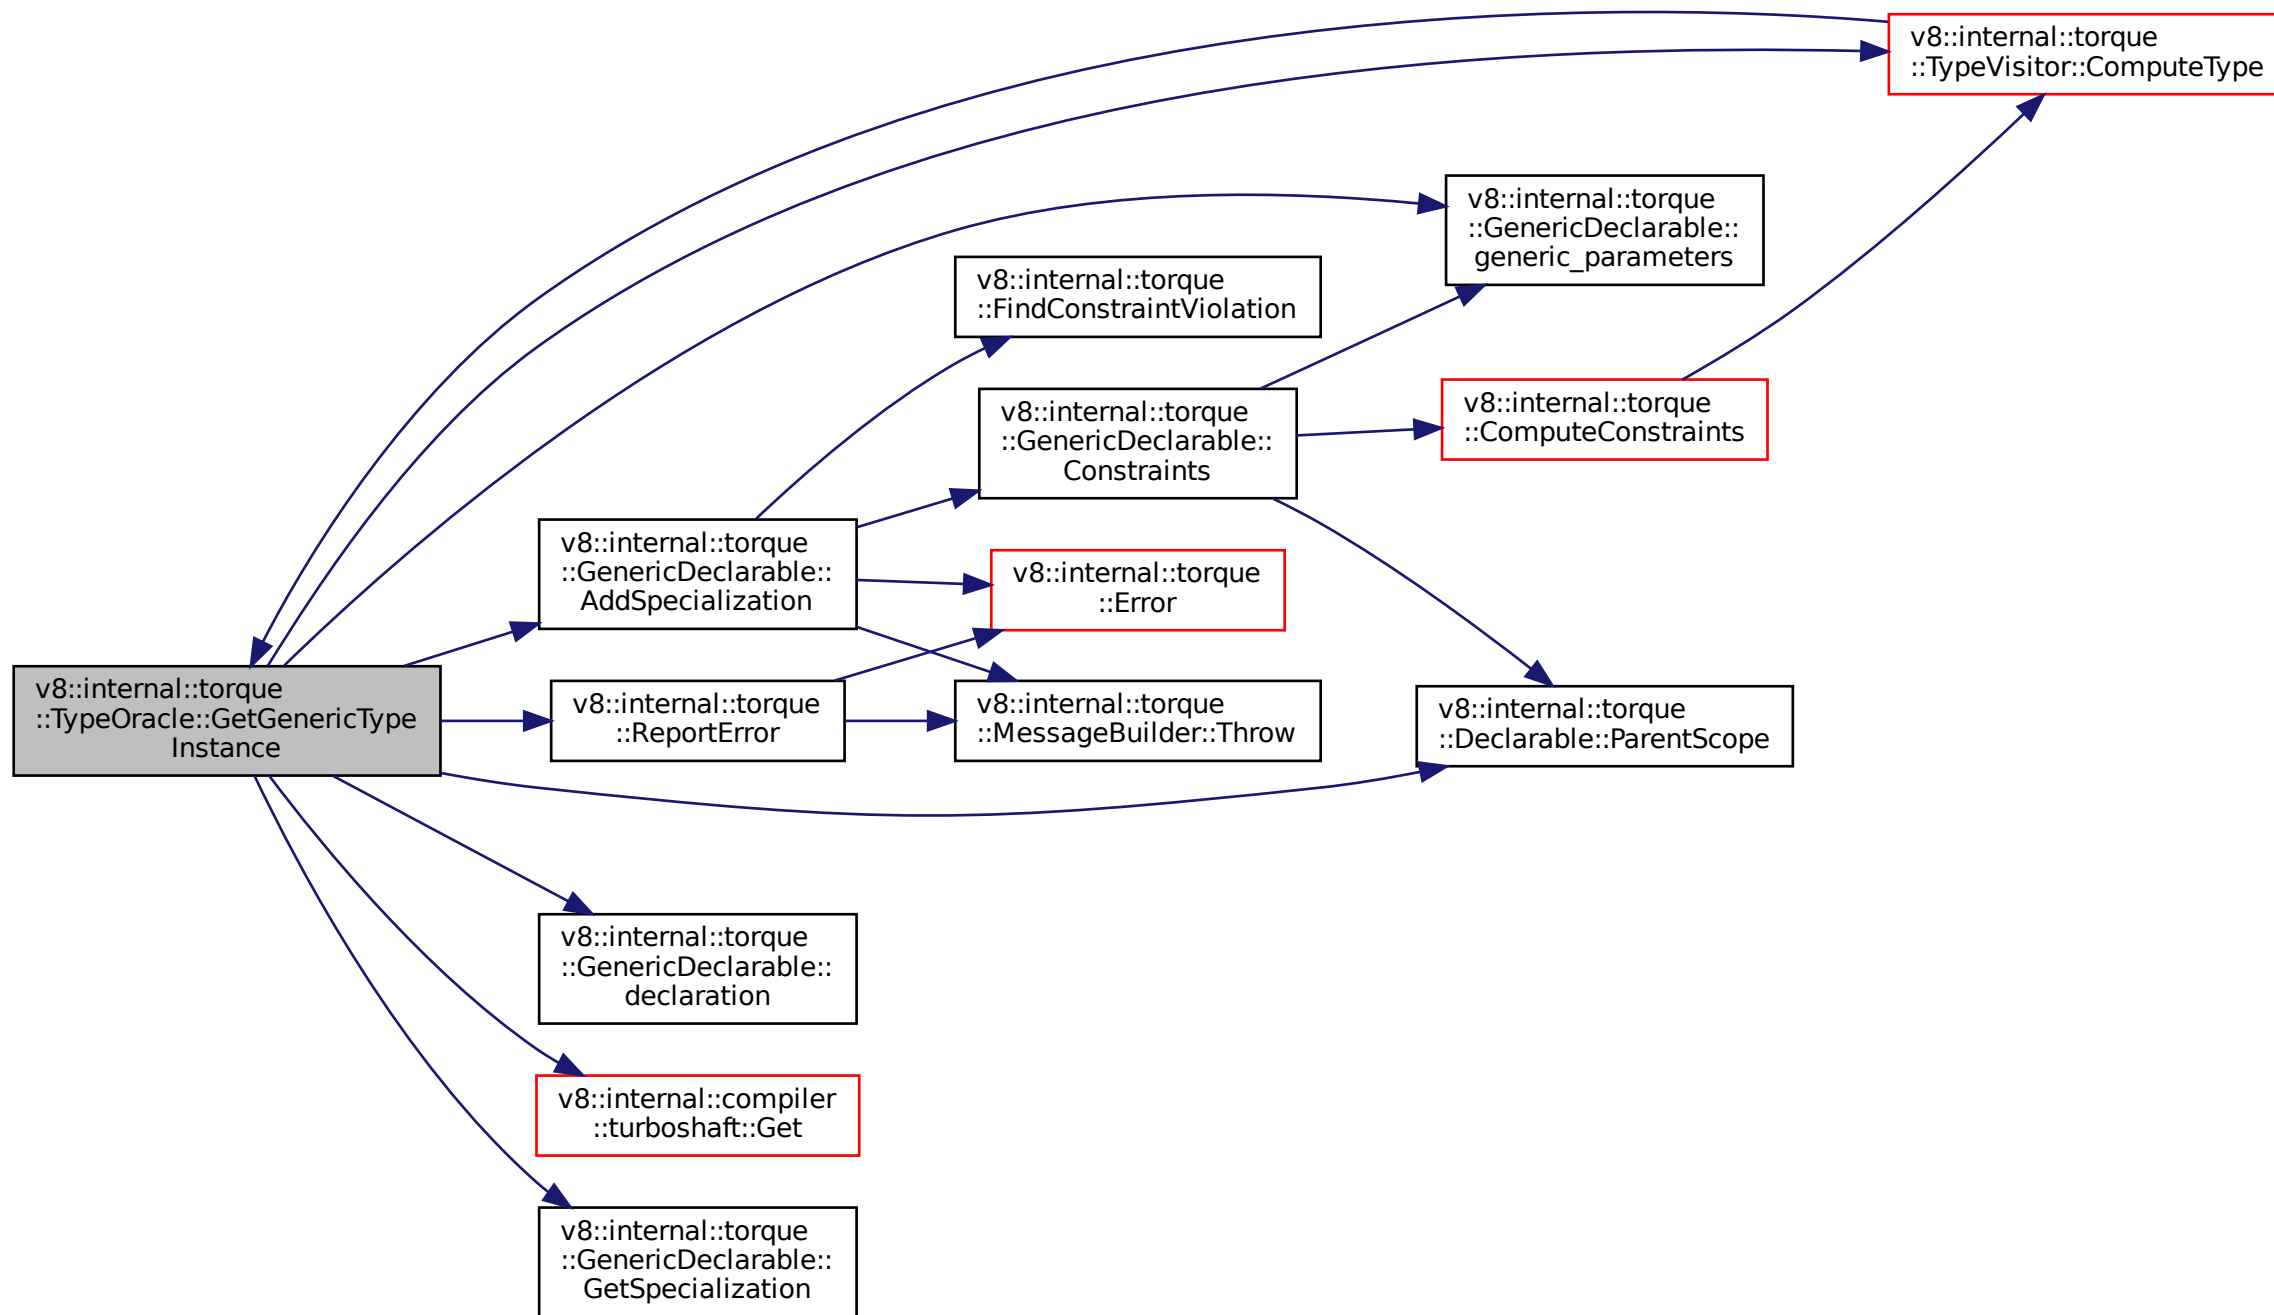 v8::internal::torque
::TypeVisitor::ComputeType
v8::internal::torque
::GenericDeclarable::
generic_parameters
v8::internal::torque
::FindConstraintViolation
v8::internal::torque
::GenericDeclarable::
Constraints
v8::internal::torque
::ComputeConstraints
v8::internal::torque
::GenericDeclarable::
AddSpecialization
v8::internal::torque
::Error
v8::internal::torque
::TypeOracle::GetGenericType
Instance
v8::internal::torque
::ReportError
v8::internal::torque
::MessageBuilder::Throw
v8::internal::torque
::Declarable::ParentScope
v8::internal::torque
::GenericDeclarable::
declaration
v8::internal::compiler
::turboshaft::Get
v8::internal::torque
::GenericDeclarable::
GetSpecialization